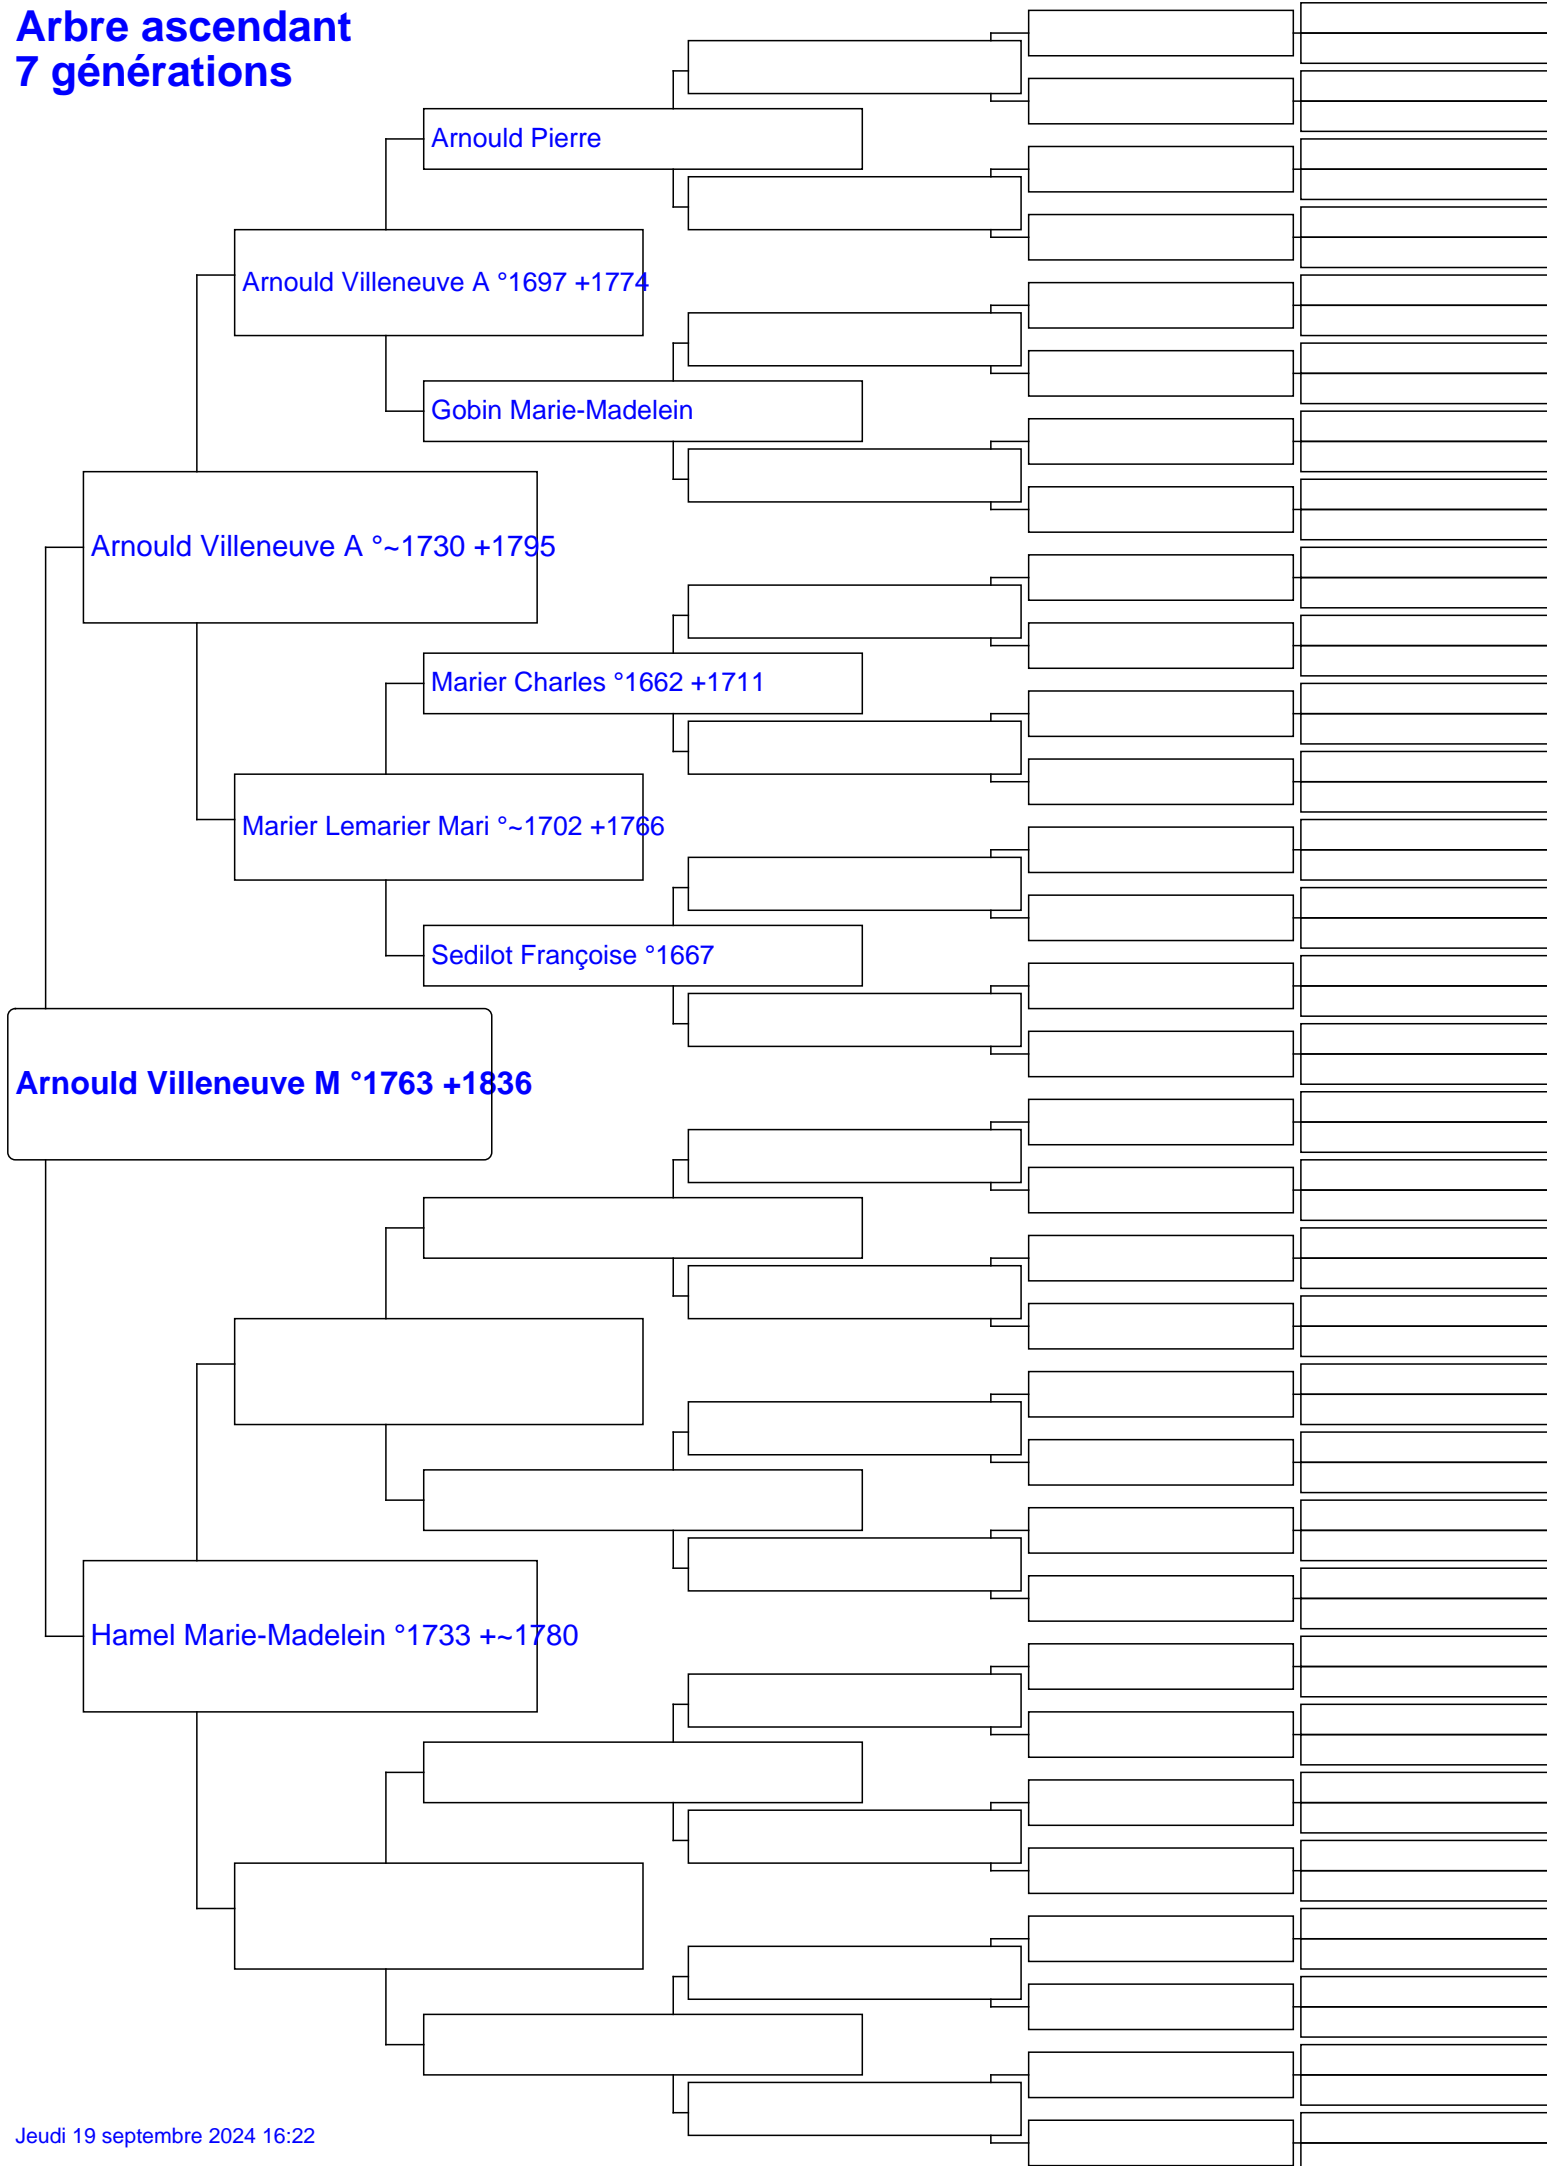 Arbre ascendant
7 générations
Arnould Pierre
Arnould Villeneuve A °1697 +1774
Gobin Marie-Madelein
Arnould Villeneuve A °~1730 +1795
Marier Charles °1662 +1711
Marier Lemarier Mari °~1702 +1766
Sedilot Françoise °1667
Arnould Villeneuve M °1763 +1836
Hamel Marie-Madelein °1733 +~1780
Jeudi 19 septembre 2024 16:22